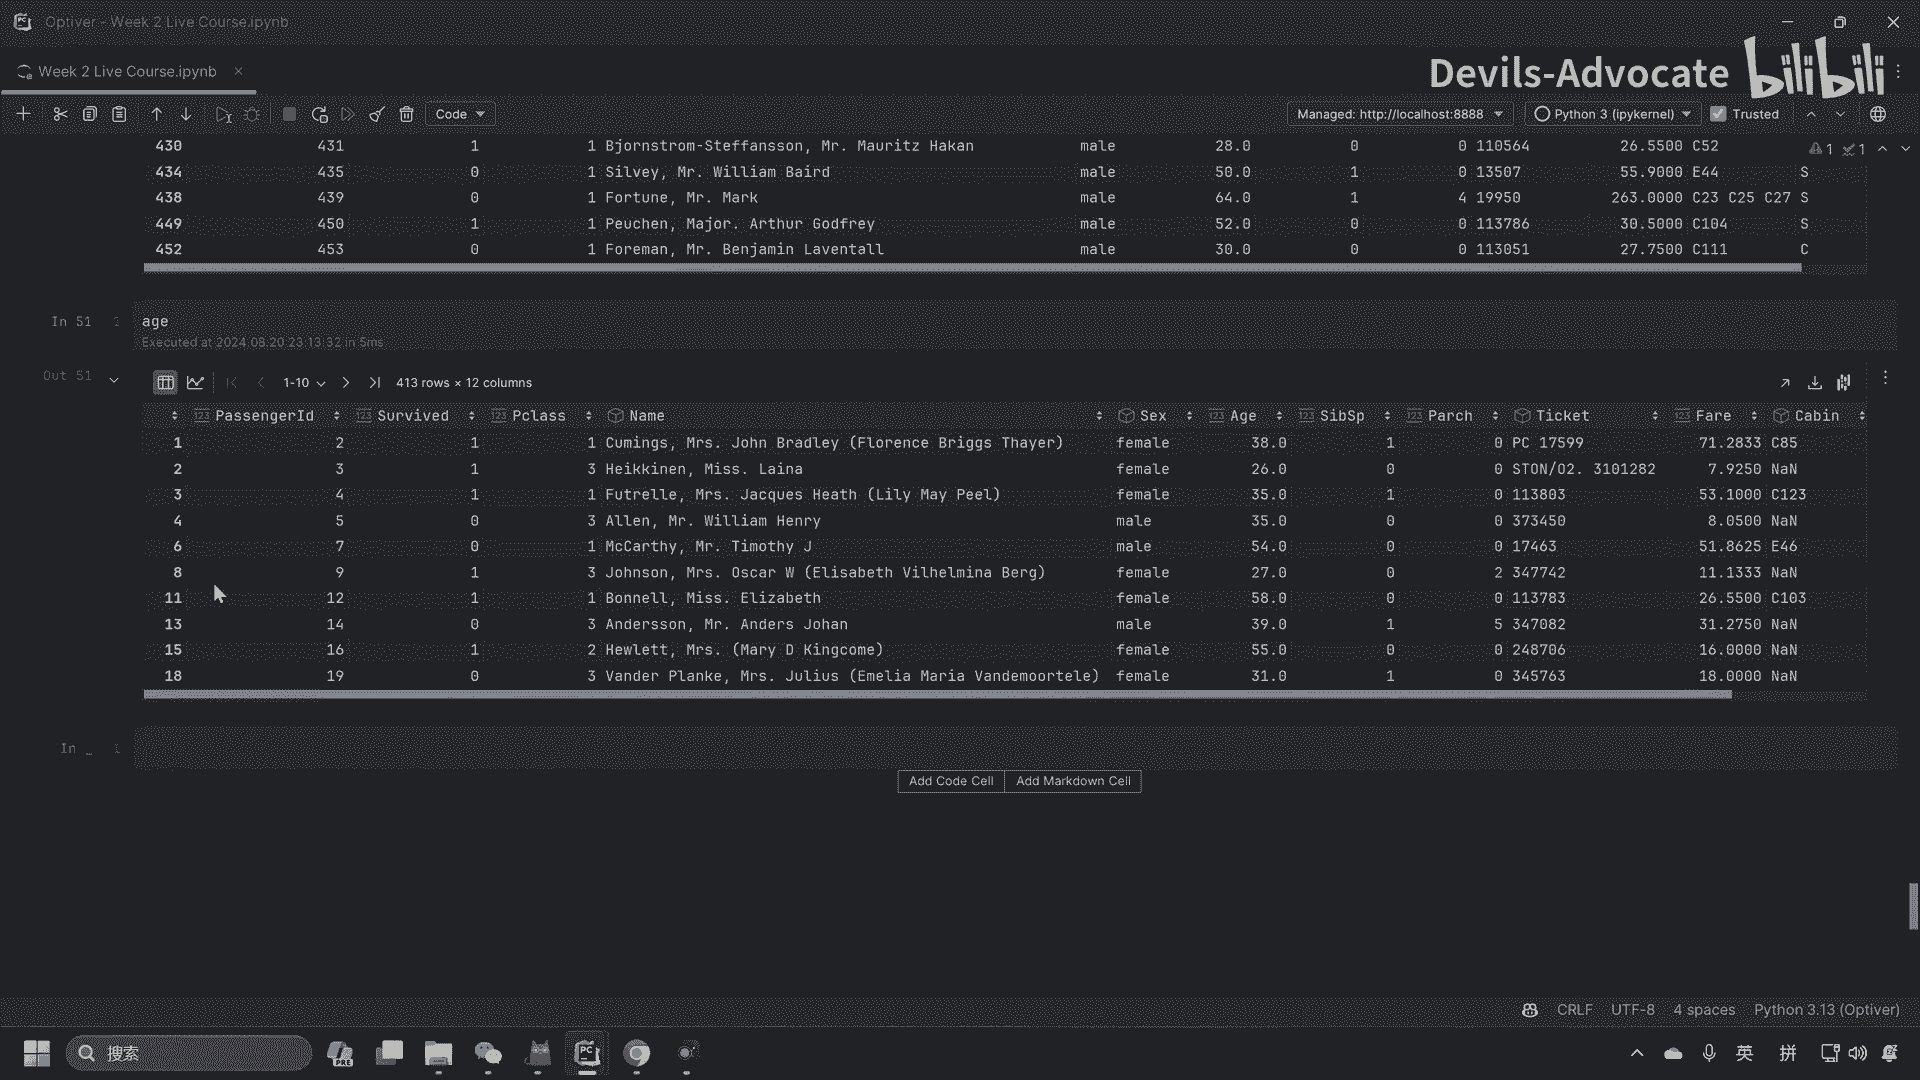 Optiver - Week 2 Live Course.ipynb
Week 2 Live Course.ipynb
Devils-Advocate bilibili
Code Managed: http://localhost:8888 Python 3 (ipykernel) Trusted
430 431 1 1 Bjornstrom-Steffansson, Mr. Mauritz Hakan male 28.0 0 0 110564 26.5500 C52
1 1
434 435 0 1 Silvey, Mr. William Baird male 50.0 1 0 13507 55.9000 E44 S
438 439 0 1 Fortune, Mr. Mark male 64.0 1 4 19950 263.0000 C23 C25 C27 S
449 450 1 1 Peuchen, Major. Arthur Godfrey male 52.0 0 0 113786 30.5000 C104 S
452 453 0 1 Foreman, Mr. Benjamin Laventall male 30.0 0 0 113051 27.7500 C111 C
In 51 1 age
Executed at 2024.08.20 23:13:32 in 5ms
Out 51 1-10 413 rows × 12 columns
123 PassengerId 123 Survived 123 Pclass Name Sex 123 Age 123 SibSp 123 Parch Ticket 123 Fare Cabin
1 2 1 1 Cumings, Mrs. John Bradley (Florence Briggs Thayer) female 38.0 1 0 PC 17599 71.2833 C85
2 3 1 3 Heikkinen, Miss. Laina female 26.0 0 0 STON/O2. 3101282 7.9250 NaN
3 4 1 1 Futrelle, Mrs. Jacques Heath (Lily May Peel) female 35.0 1 0 113803 53.1000 C123
4 5 0 3 Allen, Mr. William Henry male 35.0 0 0 373450 8.0500 NaN
6 7 0 1 McCarthy, Mr. Timothy J male 54.0 0 0 17463 51.8625 E46
8 9 1 3 Johnson, Mrs. Oscar W (Elisabeth Vilhelmina Berg) female 27.0 0 2 347742 11.1333 NaN
11 12 1 1 Bonnell, Miss. Elizabeth female 58.0 0 0 113783 26.5500 C103
13 14 0 3 Andersson, Mr. Anders Johan male 39.0 1 5 347082 31.2750 NaN
15 16 1 2 Hewlett, Mrs. (Mary D Kingcome) female 55.0 0 0 248706 16.0000 NaN
18 19 0 3 Vander Planke, Mrs. Julius (Emelia Maria Vandemoortele) female 31.0 1 0 345763 18.0000 NaN
In _ 1
Add Code Cell Add Markdown Cell
CRLF UTF-8 4 spaces Python 3.13 (Optiver)
搜索 PRE PC 英 拼